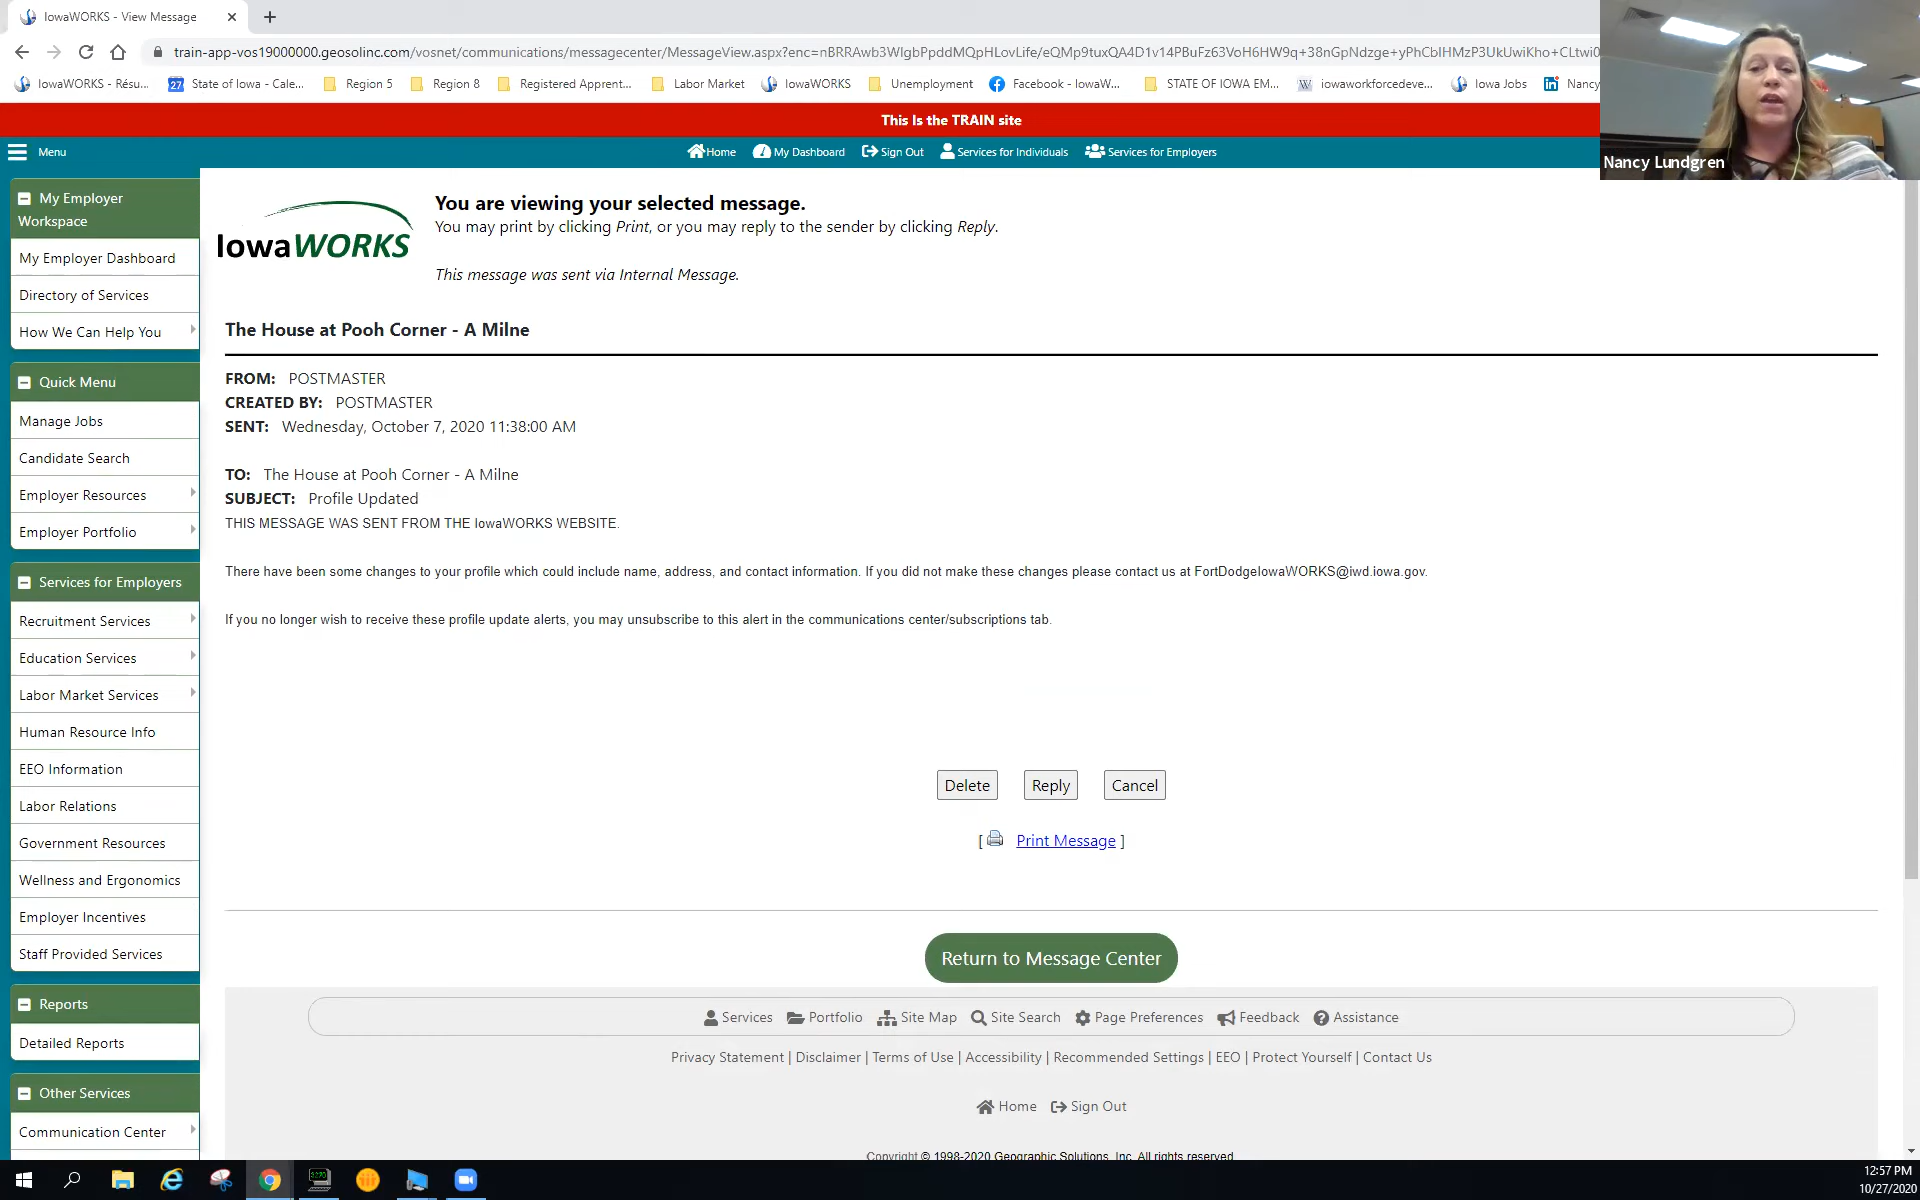 IowaWORKS - View Message
train-app-vos19000000.geosolinc.com/vosnet/communications/messagecenter/MessageView.aspx?enc=nBRRAwb3WIgbPpddMQpHLovLife/eQMp9tuxQA4D1v14PBuFz63VoH6HW9q+38nGpNdzge+yPhCbIHMzP3UkUwiKho+CLtwi0
IowaWORKS - Résu...
27
State of Iowa - Cale...
Region 5
Region 8
Registered Apprent...
Labor Market
IowaWORKS
Unemployment
Facebook - IowaW...
STATE OF IOWA EM...
iowaworkforcedeve...
Iowa Jobs
Nancy
This Is the TRAIN site
Nancy Lundgren
Menu
Home
My Dashboard
Sign Out
Services for Individuals
Services for Employers
My Employer
Workspace
My Employer Dashboard
Directory of Services
How We Can Help You
Quick Menu
Manage Jobs
Candidate Search
Employer Resources
Employer Portfolio
Services for Employers
Recruitment Services
Education Services
Labor Market Services
Human Resource Info
EEO Information
Labor Relations
Government Resources
Wellness and Ergonomics
Employer Incentives
Staff Provided Services
Reports
Detailed Reports
Other Services
Communication Center
IowaWORKS
You are viewing your selected message.
You may print by clicking Print, or you may reply to the sender by clicking Reply.
This message was sent via Internal Message.
The House at Pooh Corner - A Milne
FROM: POSTMASTER
CREATED BY: POSTMASTER
SENT: Wednesday, October 7, 2020 11:38:00 AM
TO: The House at Pooh Corner - A Milne
SUBJECT: Profile Updated
THIS MESSAGE WAS SENT FROM THE IowaWORKS WEBSITE.
There have been some changes to your profile which could include name, address, and contact information. If you did not make these changes please contact us at FortDodgeIowaWORKS@iwd.iowa.gov.
If you no longer wish to receive these profile update alerts, you may unsubscribe to this alert in the communications center/subscriptions tab.
Delete
Reply
Cancel
[ Print Message ]
Return to Message Center
Services
Portfolio
Site Map
Site Search
Page Preferences
Feedback
Assistance
Privacy Statement | Disclaimer | Terms of Use | Accessibility | Recommended Settings | EEO | Protect Yourself | Contact Us
Home
Sign Out
Copyright © 1998-2020 Geographic Solutions, Inc. All rights reserved.
12:57 PM
10/27/2020